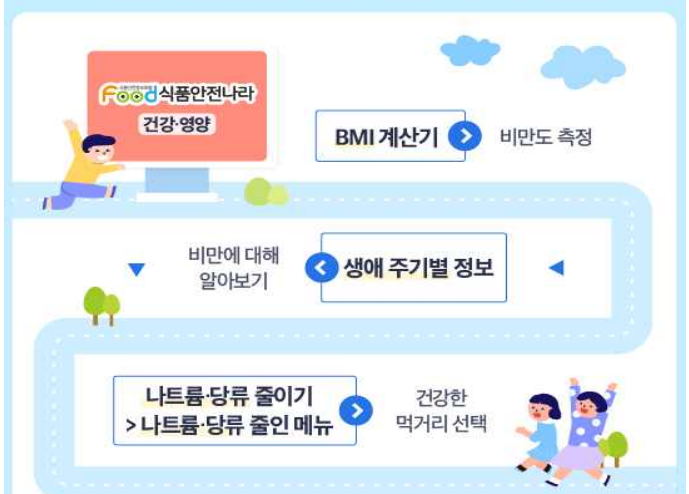 Food 식품안전나라
건강·영양
BMI 계산기
비만도 측정
비만에 대해
알아보기
생애 주기별 정보
나트륨·당류 줄이기
> 나트륨·당류 줄인 메뉴
건강한
먹거리 선택